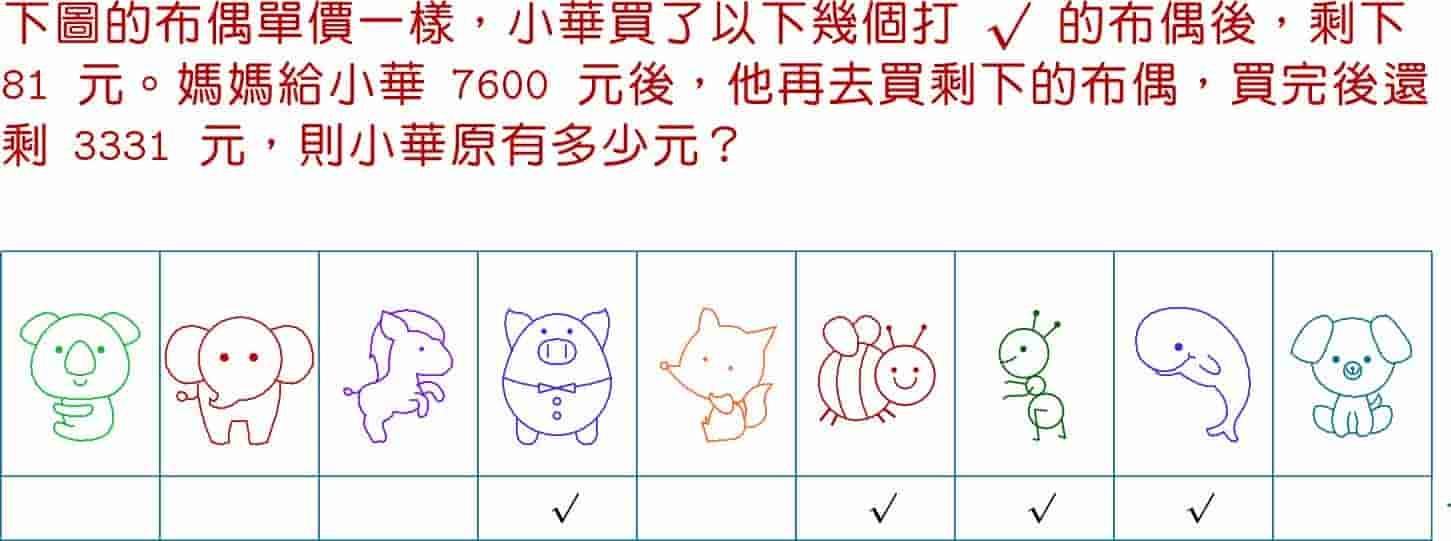 下圖的布偶單價一樣，小華買了以下幾個打 √ 的布偶後，剩下
81 元。媽媽給小華 7600 元後，他再去買剩下的布偶，買完後還
剩 3331 元，則小華原有多少元？
√ √ √ √